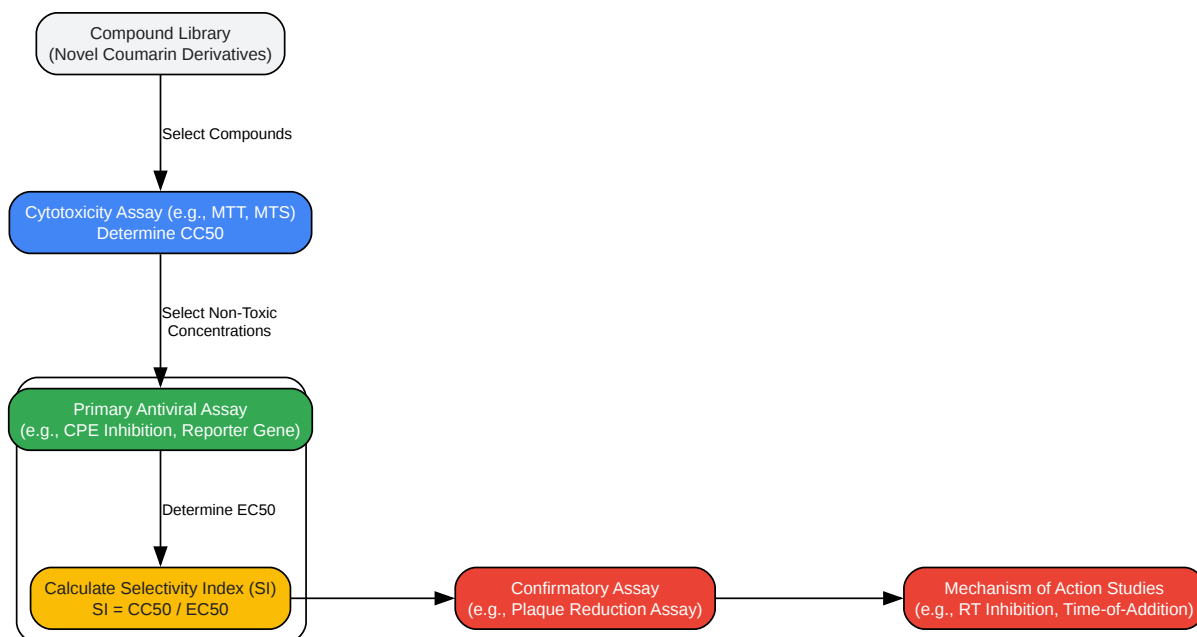 Compound Library
(Novel Coumarin Derivatives)
Select Compounds
Cytotoxicity Assay (e.g., MTT, MTS)
Determine CC50
Select Non-Toxic
Concentrations
Primary Antiviral Assay
(e.g., CPE Inhibition, Reporter Gene)
Determine EC50
Calculate Selectivity Index (SI)
SI = CC50 / EC50
Confirmatory Assay
(e.g., Plaque Reduction Assay)
Mechanism of Action Studies
(e.g., RT Inhibition, Time-of-Addition)